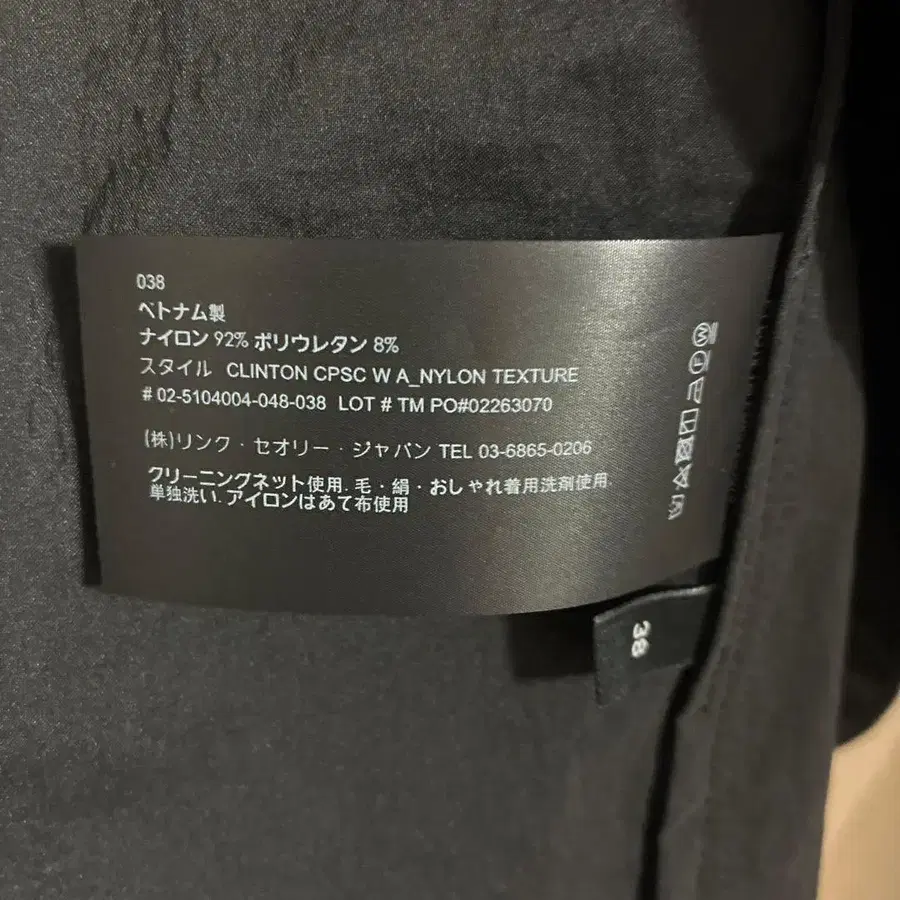 038
ベトナム製
ナイロン 92% ポリウレタン 8%
スタイル CLINTON CPSC W A_NYLON TEXTURE
# 02-5104004-048-038 LOT # TM PO#02263070
(株)リンク・セオリー・ジャパン TEL 03-6865-0206
クリーニングネット使用. 毛・絹・おしゃれ着用洗剤使用.
単独洗い. アイロンはあて布使用
38